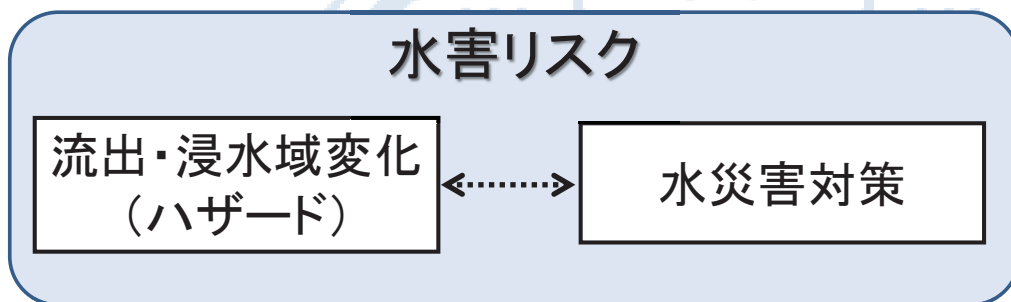 水害リスク
流出・浸水域変化
（ハザード）
水災害対策